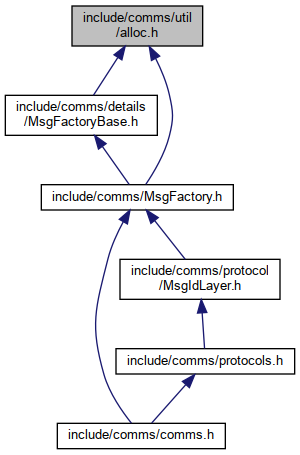 include/comms/util
/alloc.h
include/comms/details
/MsgFactoryBase.h
include/comms/MsgFactory.h
include/comms/protocol
/MsgIdLayer.h
include/comms/protocols.h
include/comms/comms.h